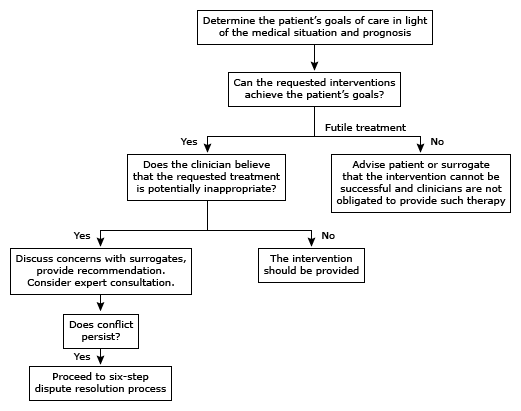 Determine the patient's goals of care in light
of the medical situation and prognosis
Can the requested interventions
achieve the patient's goals?
Futile treatment
Yes
No
Does the clinician believe
that the requested treatment
is potentially inappropriate?
Advise patient or surrogate
that the intervention cannot be
successful and clinicians are not
obligated to provide such therapy
Yes
No
Discuss concerns with surrogates,
provide recommendation.
Consider expert consultation.
The intervention
should be provided
Does conflict
persist?
Yes
Proceed to six-step
dispute resolution process